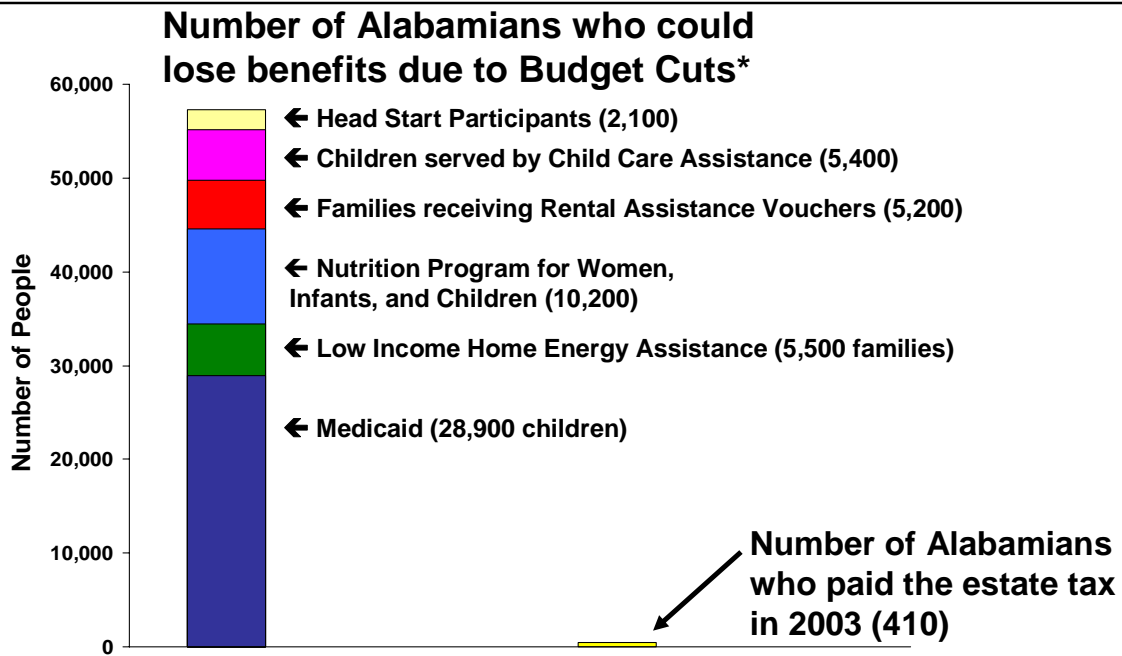 Number of Alabamians who could
lose benefits due to Budget Cuts*
60,000
50,000
40,000
30,000
20,000
10,000
0
Number of People
← Head Start Participants (2,100)
← Children served by Child Care Assistance (5,400)
← Families receiving Rental Assistance Vouchers (5,200)
← Nutrition Program for Women,
Infants, and Children (10,200)
← Low Income Home Energy Assistance (5,500 families)
← Medicaid (28,900 children)
Number of Alabamians
who paid the estate tax
in 2003 (410)